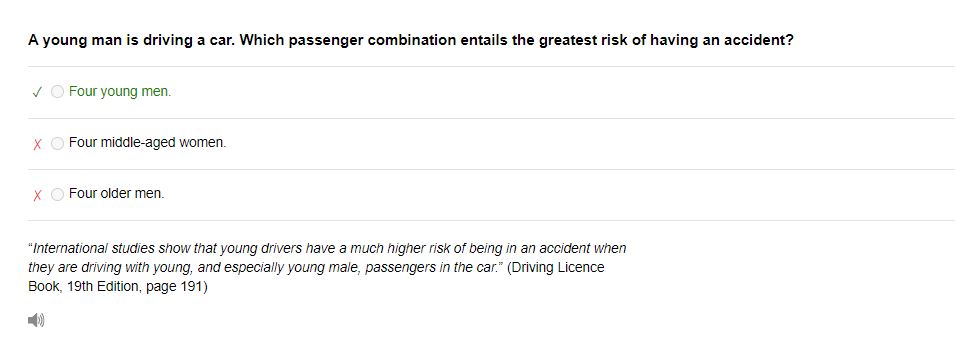 A young man is driving a car. Which passenger combination entails the greatest risk of having an accident?
✓ Four young men.
X Four middle-aged women.
X Four older men.
"International studies show that young drivers have a much higher risk of being in an accident when
they are driving with young, and especially young male, passengers in the car." (Driving Licence
Book, 19th Edition, page 191)